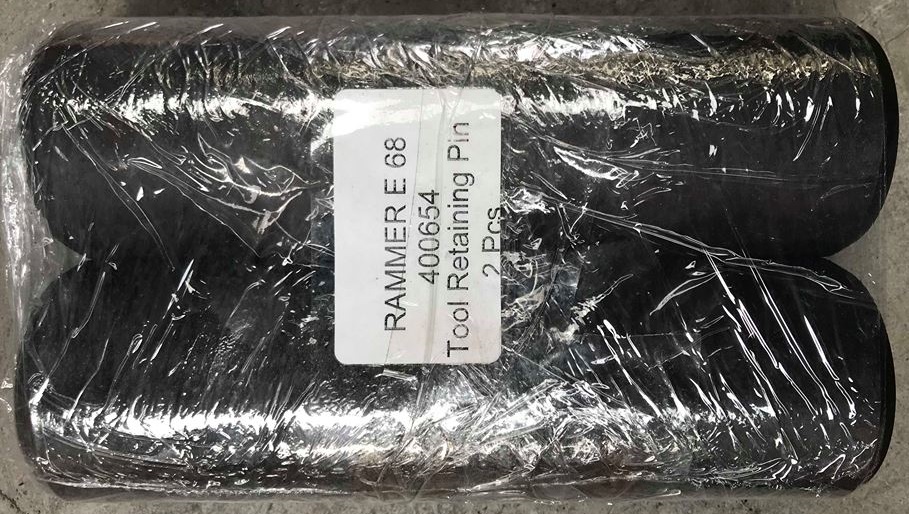 RAMMER E 68
400654
Tool Retaining Pin
2 Pcs